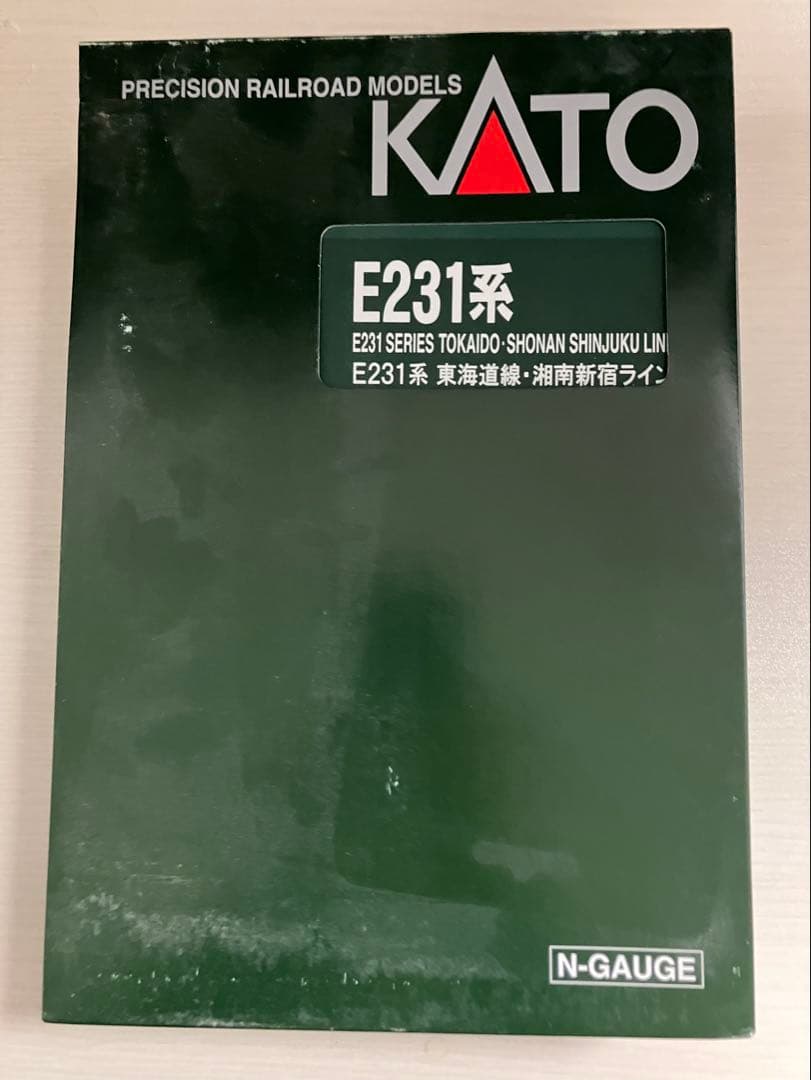 PRECISION RAILROAD MODELS
KATO
E231系
E231 SERIES TOKAIDO·SHONAN SHINJUKU LIN
E231系 東海道線・湘南新宿ライン
N-GAUGE